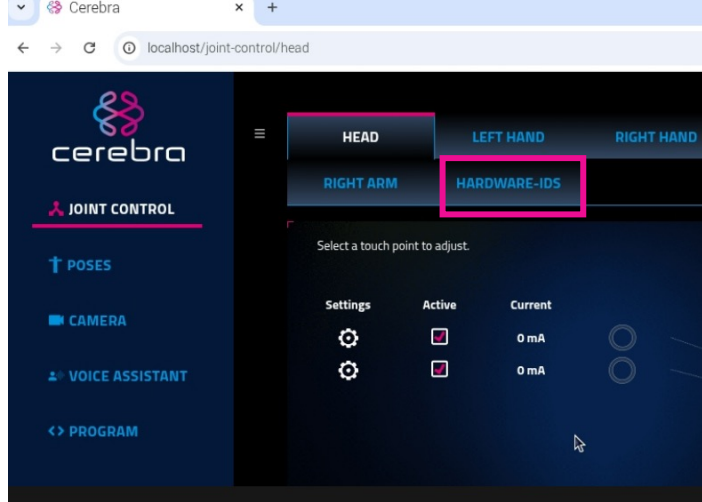 Cerebra
localhost/joint-control/head
cerebra
HEAD LEFT HAND RIGHT HAND
RIGHT ARM HARDWARE-IDS
JOINT CONTROL
POSES
CAMERA
VOICE ASSISTANT
PROGRAM
Select a touch point to adjust.
Settings Active Current
0 mA
0 mA